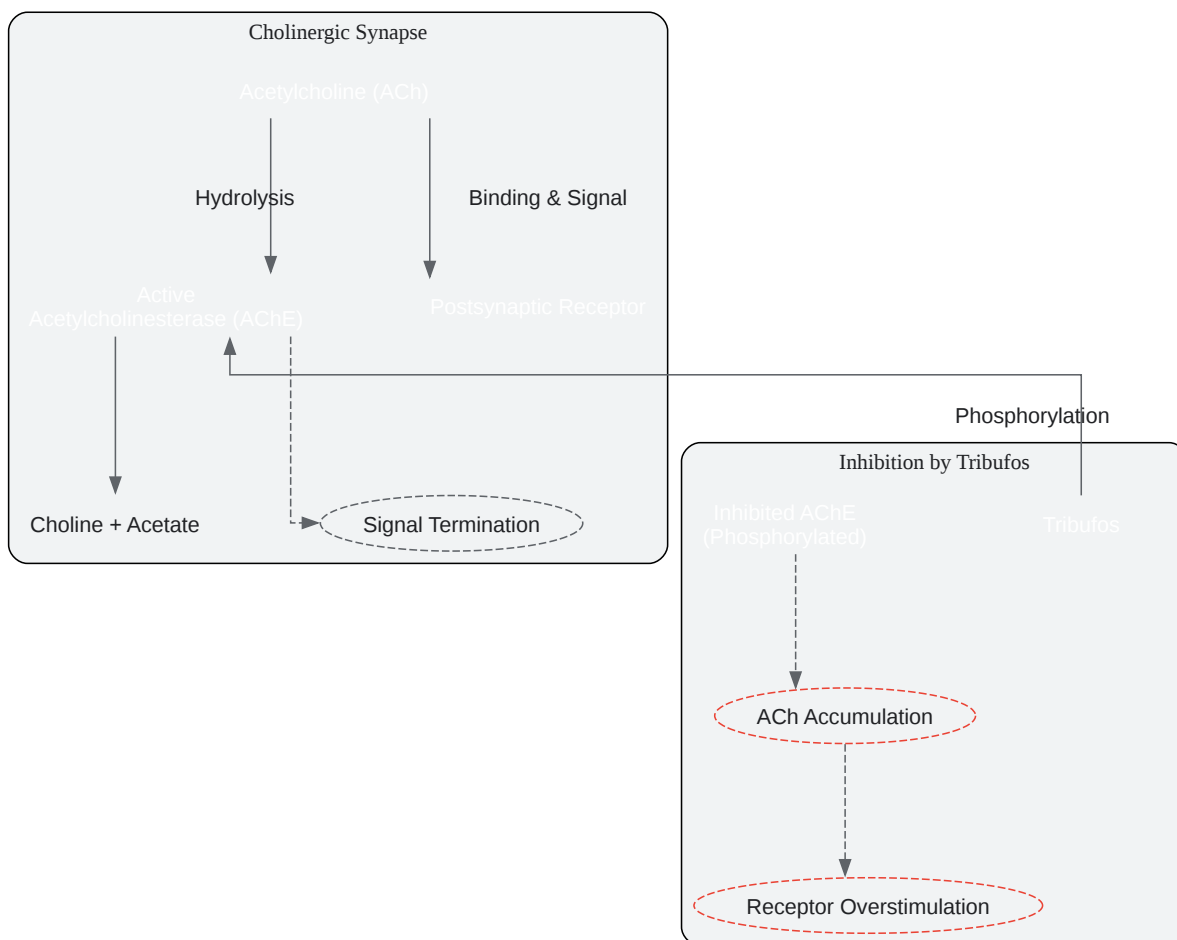 Cholinergic Synapse
Acetylcholine (ACh)
Hydrolysis
Binding & Signal
Active
Acetylcholinesterase (AChE)
Postsynaptic Receptor
Phosphorylation
Choline + Acetate
Signal Termination
Inhibition by Tribufos
Inhibited AChE
(Phosphorylated)
Tribufos
ACh Accumulation
Receptor Overstimulation